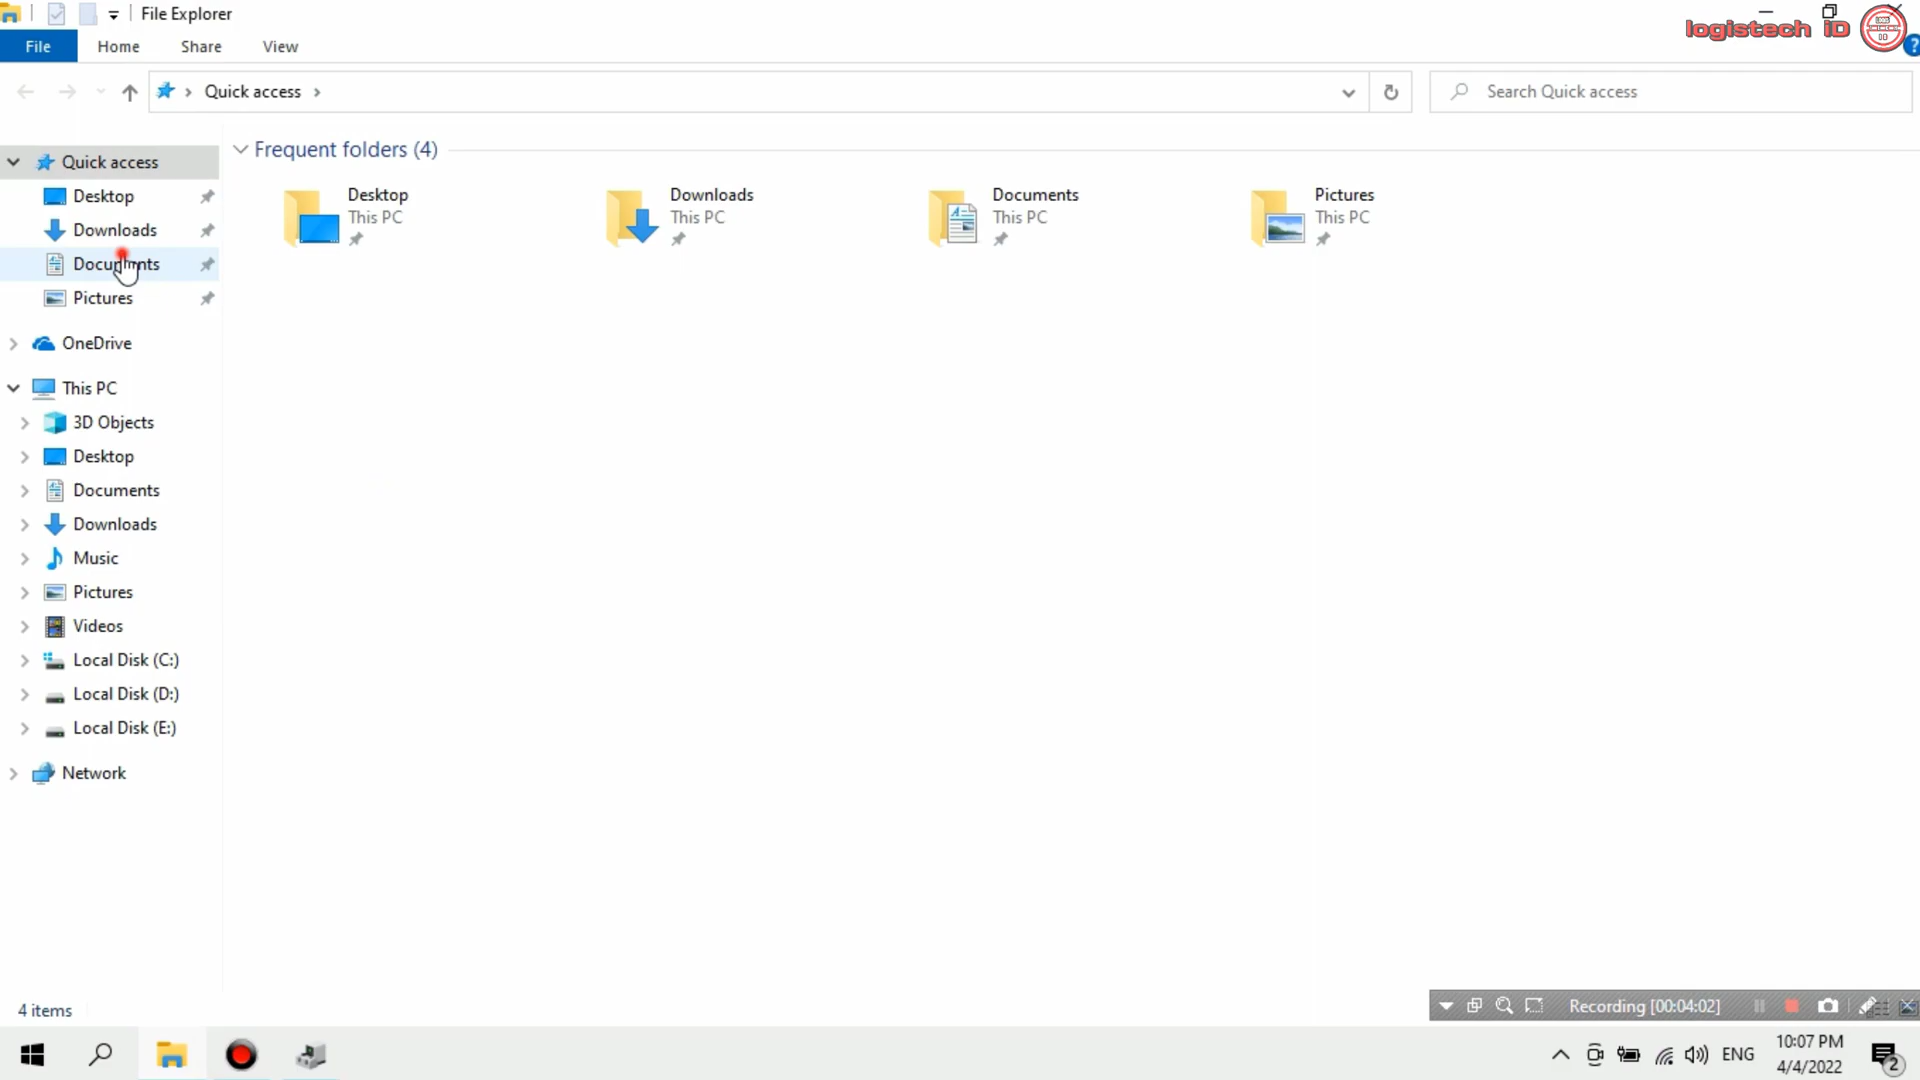 File Explorer
logistech iD
File Home Share View
?
Quick access
Search Quick access
Quick access
Desktop
Downloads
Documents
Pictures
OneDrive
This PC
3D Objects
Desktop
Documents
Downloads
Music
Pictures
Videos
Local Disk (C:)
Local Disk (D:)
Local Disk (E:)
Network
Frequent folders (4)
Desktop
This PC
Downloads
This PC
Documents
This PC
Pictures
This PC
4 items
Recording [00:04:02]
ENG
10:07 PM
4/4/2022
2